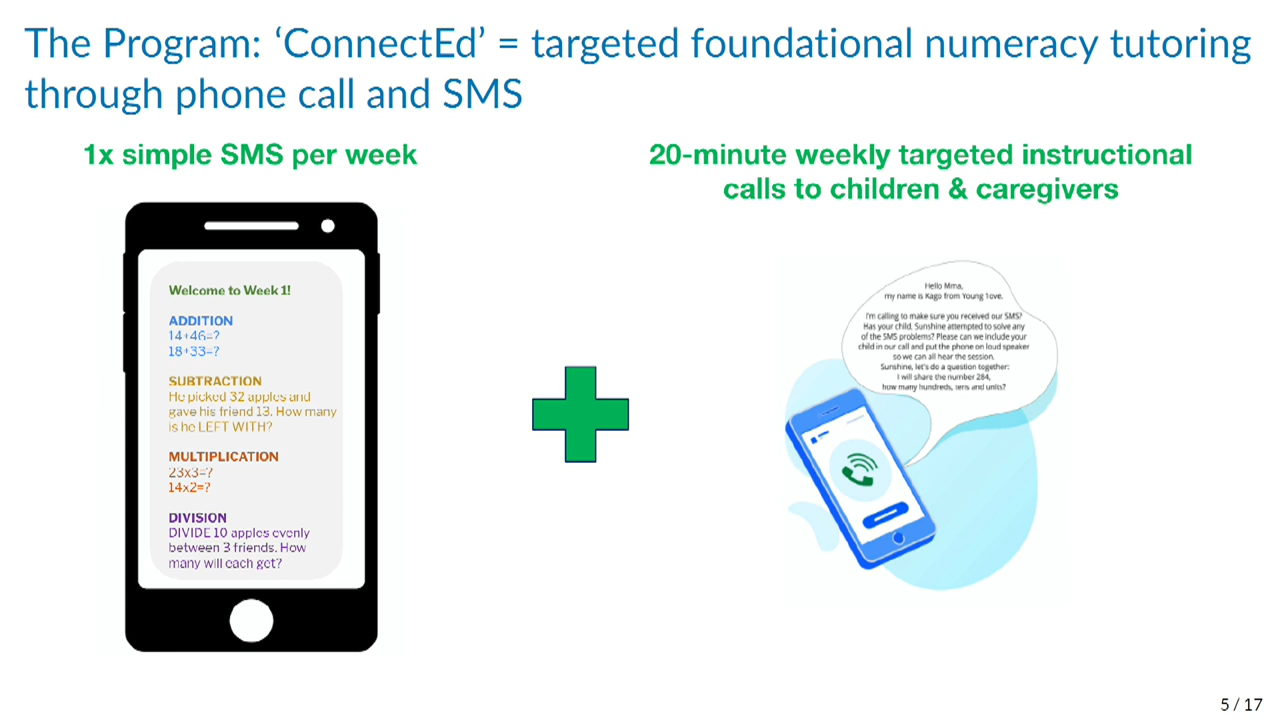 The Program: ‘ConnectEd’ = targeted foundational numeracy tutoring
through phone call and SMS
1x simple SMS per week
Welcome to Week 1!
ADDITION
14+46=?
18+33=?
SUBTRACTION
He picked 32 apples and
gave his friend 13. How many
is he LEFT WITH?
MULTIPLICATION
23x3=?
14x2=?
DIVISION
DIVIDE 10 apples evenly
between 3 friends. How
many will each get?
20-minute weekly targeted instructional
calls to children & caregivers
Hello Mma,
my name is Kago from Young 1ove.
I'm calling to make sure you received our SMS?
Has your child, Sunshine attempted to solve any
of the SMS problems? Please can we include your
child in our call and put the phone on loud speaker
so we can all hear the session.
Sunshine, let's do a question together:
I will share the number 284,
how many hundreds, tens and units?
5 / 17